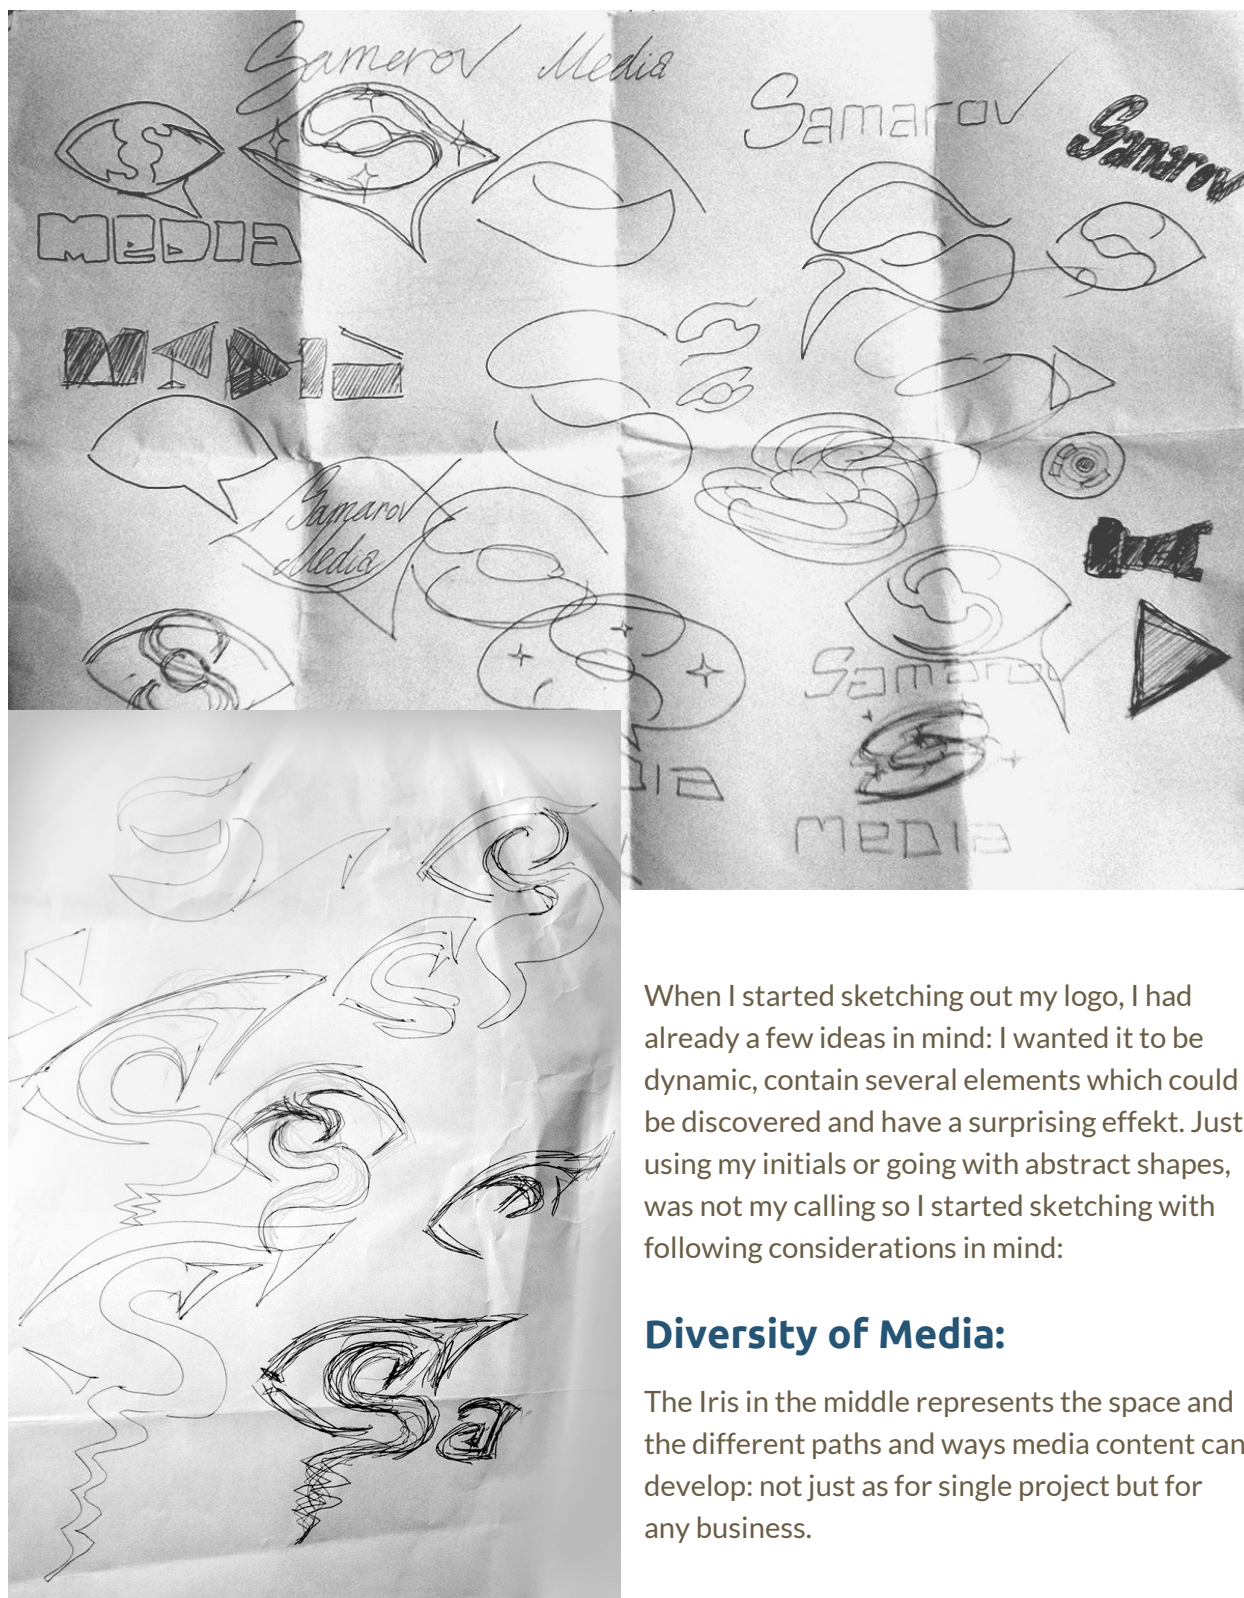 Samerov Media
Samarov
Samarov
MEDIA
MEDIA
Samarov
Media
Samarov
DIA
MEDIA
Sa
When I started sketching out my logo, I had
already a few ideas in mind: I wanted it to be
dynamic, contain several elements which could
be discovered and have a surprising effekt. Just
using my initials or going with abstract shapes,
was not my calling so I started sketching with
following considerations in mind:
Diversity of Media:
The Iris in the middle represents the space and
the different paths and ways media content can
develop: not just as for single project but for
any business.